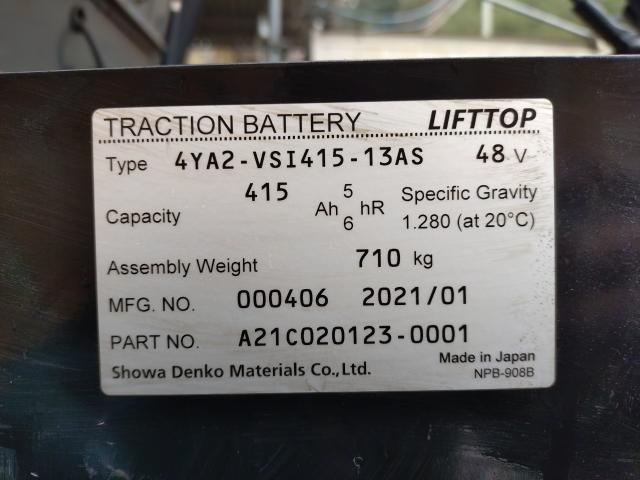 TRACTION BATTERY LIFTTOP
Type 4YA2-VSI415-13AS 48 V
Capacity 415 Ah 5 hR Specific Gravity
6 1.280 (at 20°C)
Assembly Weight 710 kg
MFG. NO. 000406 2021/01
PART NO. A21C020123-0001
Showa Denko Materials Co.,Ltd. Made in Japan
NPB-908B